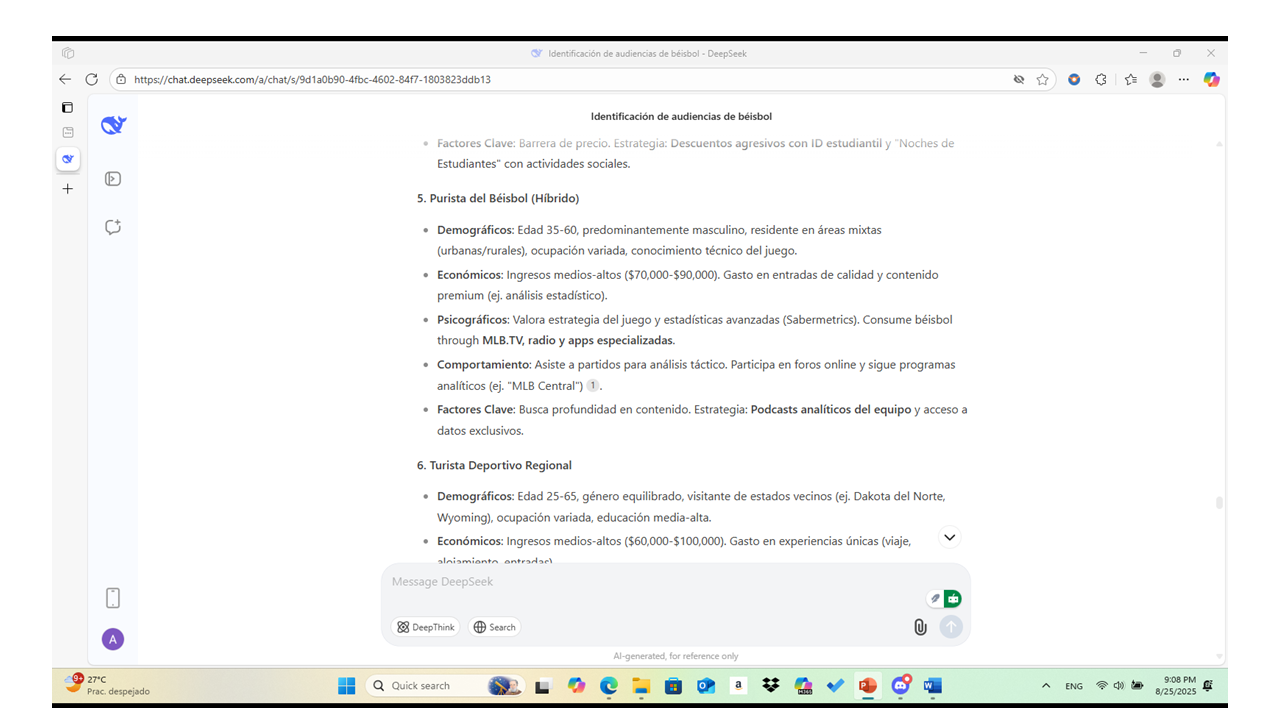 Identificación de audiencias de béisbol - DeepSeek
https://chat.deepseek.com/a/chat/s/9d1a0b90-4fbc-4602-84f7-1803823ddb13
Identificación de audiencias de béisbol
Factores Clave: Barrera de precio. Estrategia: Descuentos agresivos con ID estudiantil y "Noches de
Estudiantes" con actividades sociales.
5. Purista del Béisbol (Híbrido)
Demográficos: Edad 35-60, predominantemente masculino, residente en áreas mixtas
(urbanas/rurales), ocupación variada, conocimiento técnico del juego.
Económicos: Ingresos medios-altos ($70,000-$90,000). Gasto en entradas de calidad y contenido
premium (ej. análisis estadístico).
Psicográficos: Valora estrategia del juego y estadísticas avanzadas (Sabermetrics). Consume béisbol
through MLB.TV, radio y apps especializadas.
Comportamiento: Asiste a partidos para análisis táctico. Participa en foros online y sigue programas
analíticos (ej. "MLB Central") 1.
Factores Clave: Busca profundidad en contenido. Estrategia: Podcasts analíticos del equipo y acceso a
datos exclusivos.
6. Turista Deportivo Regional
Demográficos: Edad 25-65, género equilibrado, visitante de estados vecinos (ej. Dakota del Norte,
Wyoming), ocupación variada, educación media-alta.
Económicos: Ingresos medios-altos ($60,000-$100,000). Gasto en experiencias únicas (viaje,
alojamiento, entradas)
Message DeepSeek
DeepThink
Search
A
AI-generated, for reference only
9+
27°C
Prac. despejado
Quick search
a
M365
ENG
9:08 PM
8/25/2025